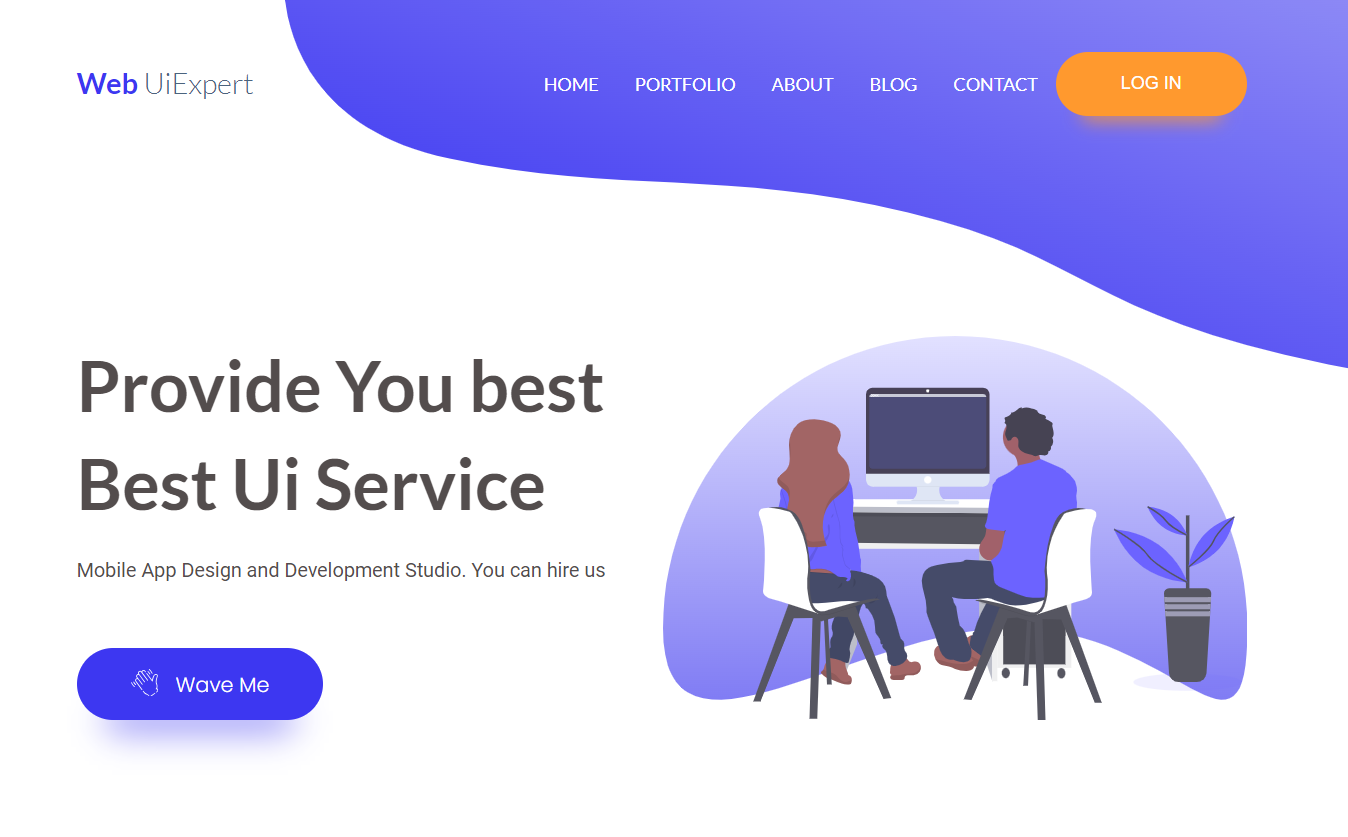 Web UiExpert
HOME PORTFOLIO ABOUT BLOG CONTACT LOG IN
Provide You best
Best Ui Service
Mobile App Design and Development Studio. You can hire us
Wave Me